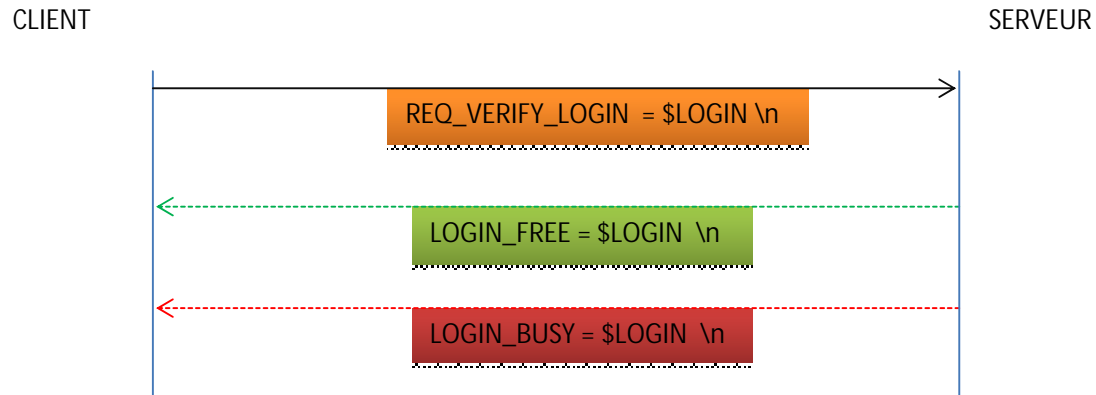 CLIENT
SERVEUR
REQ_VERIFY_LOGIN = $LOGIN \n
LOGIN_FREE = $LOGIN \n
LOGIN_BUSY = $LOGIN \n